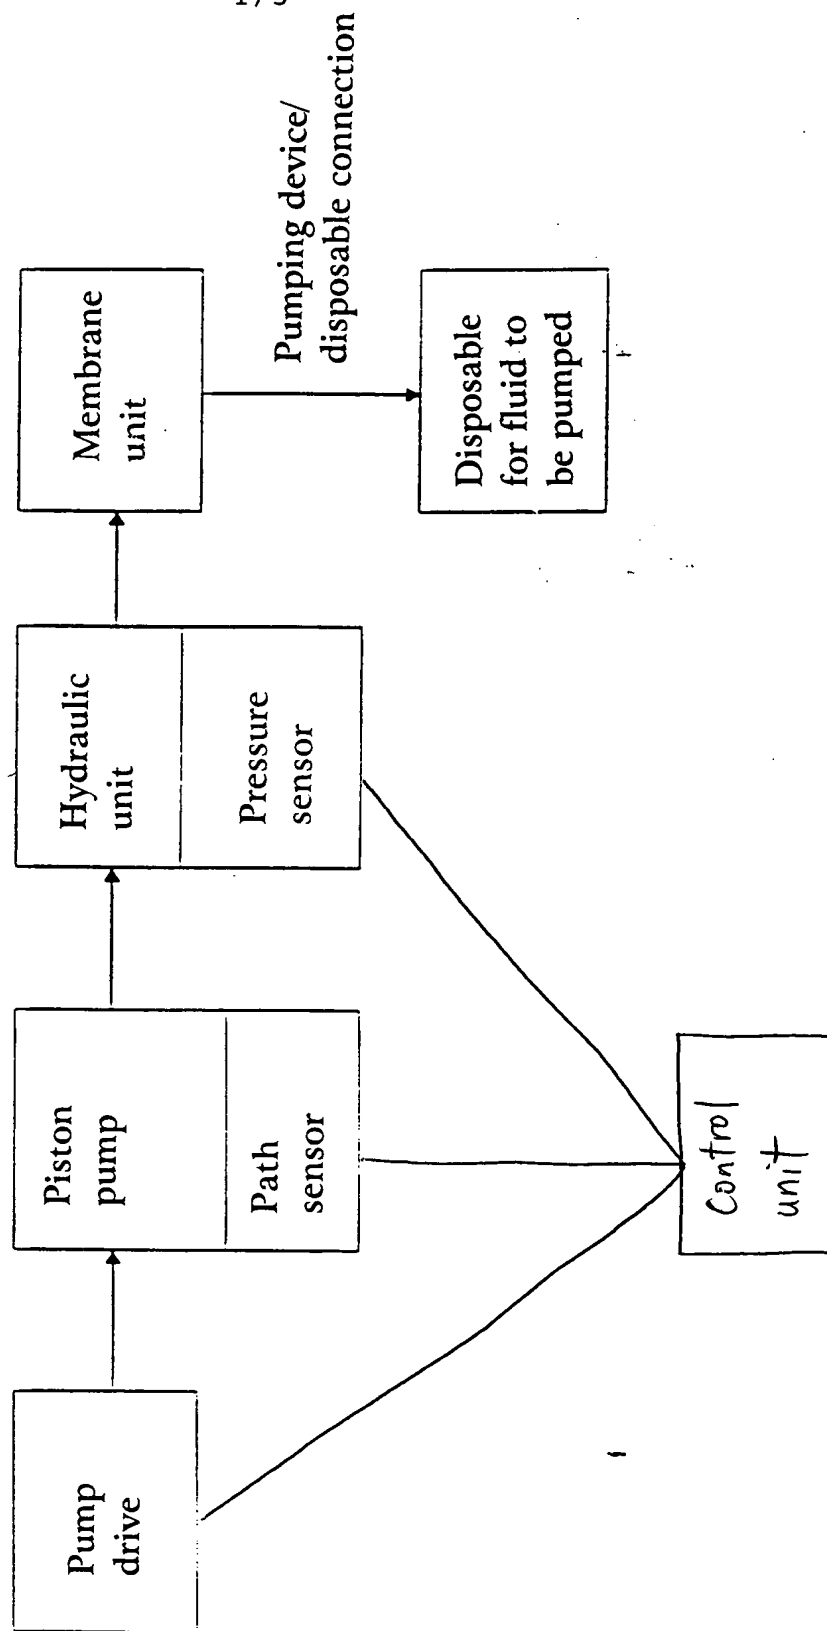 1/3
Pump
drive
Piston
pump
Path
sensor
Hydraulic
unit
Pressure
sensor
Membrane
unit
Pumping device/
disposable connection
Disposable
for fluid to
be pumped
Control
unit